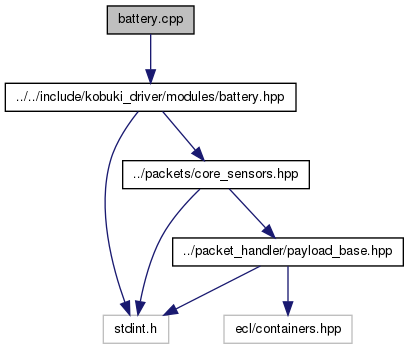 battery.cpp
../../include/kobuki_driver/modules/battery.hpp
../packets/core_sensors.hpp
../packet_handler/payload_base.hpp
stdint.h
ecl/containers.hpp